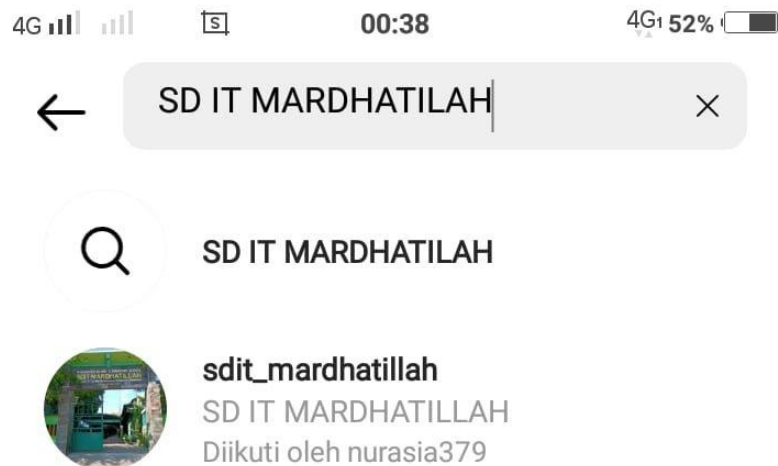 4G 00:38 4G1 52%
SD IT MARDHATILAH
SD IT MARDHATILAH
sdit_mardhatillah
SD IT MARDHATILLAH
Diikuti oleh nurasia379